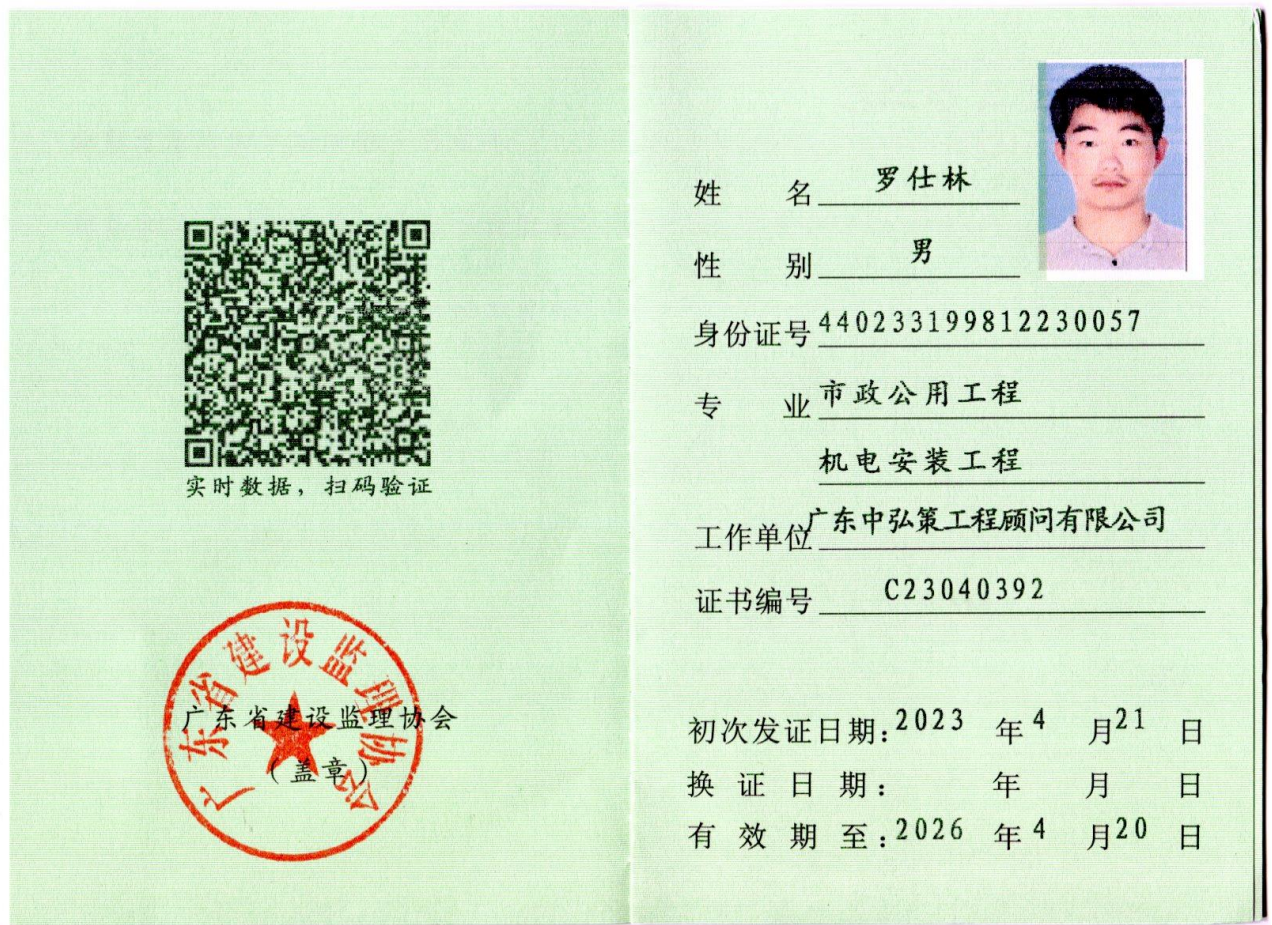 实时数据，扫码验证
广东省建设监理协会
广东省建设监理协会
（盖章）
姓名 罗仕林
性别 男
身份证号 440233199812230057
专业 市政公用工程
机电安装工程
工作单位 广东中弘策工程顾问有限公司
证书编号 C23040392
初次发证日期：2023 年 4 月 21 日
换证日期： 年 月 日
有效期至：2026 年 4 月 20 日